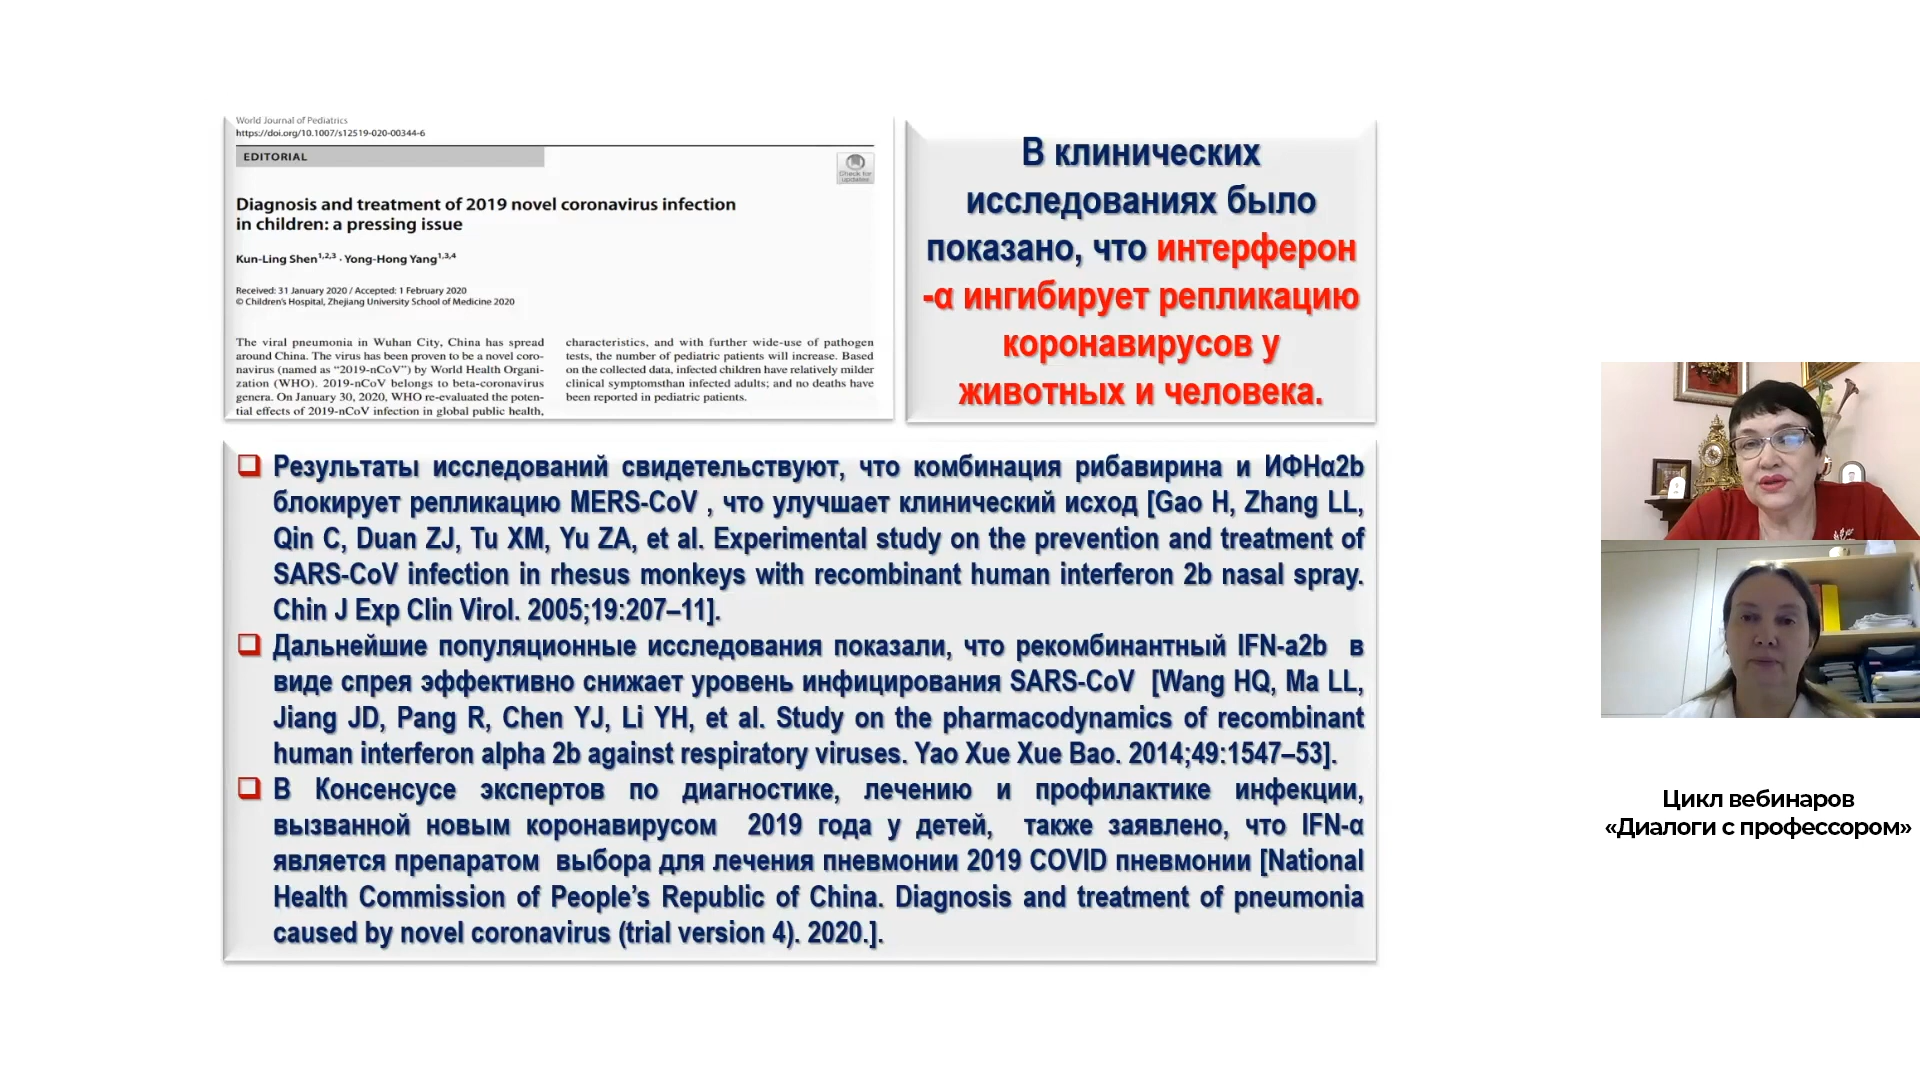 World Journal of Pediatrics
https://doi.org/10.1007/s12519-020-00344-6
EDITORIAL
Check for
updates
Diagnosis and treatment of 2019 novel coronavirus infection
in children: a pressing issue
Kun-Ling Shen1,2,3 · Yong-Hong Yang1,3,4
Received: 31 January 2020 / Accepted: 1 February 2020
© Children's Hospital, Zhejiang University School of Medicine 2020
The viral pneumonia in Wuhan City, China has spread
around China. The virus has been proven to be a novel coro-
navirus (named as “2019-nCoV”) by World Health Organi-
zation (WHO). 2019-nCoV belongs to beta-coronavirus
genera. On January 30, 2020, WHO re-evaluated the poten-
tial effects of 2019-nCoV infection in global public health,
characteristics, and with further wide-use of pathogen
tests, the number of pediatric patients will increase. Based
on the collected data, infected children have relatively milder
clinical symptomsthan infected adults; and no deaths have
been reported in pediatric patients.
В клинических
исследованиях было
показано, что интерферон
-α ингибирует репликацию
коронавирусов у
животных и человека.
Результаты исследований свидетельствуют, что комбинация рибавирина и ИФНα2b
блокирует репликацию MERS-CoV , что улучшает клинический исход [Gao H, Zhang LL,
Qin C, Duan ZJ, Tu XM, Yu ZA, et al. Experimental study on the prevention and treatment of
SARS-CoV infection in rhesus monkeys with recombinant human interferon 2b nasal spray.
Chin J Exp Clin Virol. 2005;19:207–11].
Дальнейшие популяционные исследования показали, что рекомбинантный IFN-a2b в
виде спрея эффективно снижает уровень инфицирования SARS-CoV [Wang HQ, Ma LL,
Jiang JD, Pang R, Chen YJ, Li YH, et al. Study on the pharmacodynamics of recombinant
human interferon alpha 2b against respiratory viruses. Yao Xue Xue Bao. 2014;49:1547–53].
В Консенсусе экспертов по диагностике, лечению и профилактике инфекции,
вызванной новым коронавирусом 2019 года у детей, также заявлено, что IFN-α
является препаратом выбора для лечения пневмонии 2019 COVID пневмонии [National
Health Commission of People’s Republic of China. Diagnosis and treatment of pneumonia
caused by novel coronavirus (trial version 4). 2020.].
Цикл вебинаров
«Диалоги с профессором»